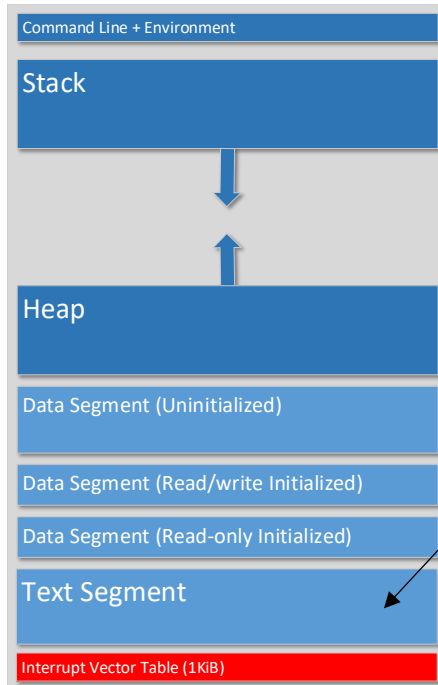 Command Line + Environment
Stack
Heap
Data Segment (Uninitialized)
Data Segment (Read/write Initialized)
Data Segment (Read-only Initialized)
Text Segment
Interrupt Vector Table (1KiB)